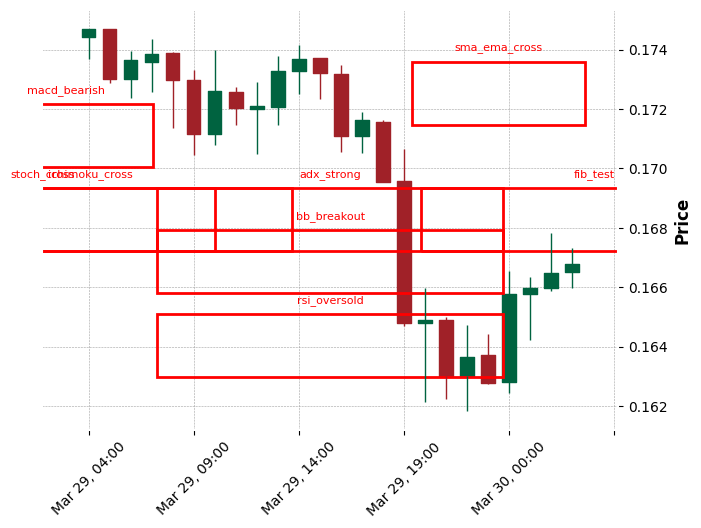 sma_ema_cross
0.174
macd_bearish
0.172
stoch_cross
ichimoku_cross
adx_strong
fib_test
0.170
bb_breakout
0.168
Price
0.166
rsi_oversold
0.164
0.162
Mar 29, 04:00
Mar 29, 09:00
Mar 29, 14:00
Mar 29, 19:00
Mar 30, 00:00